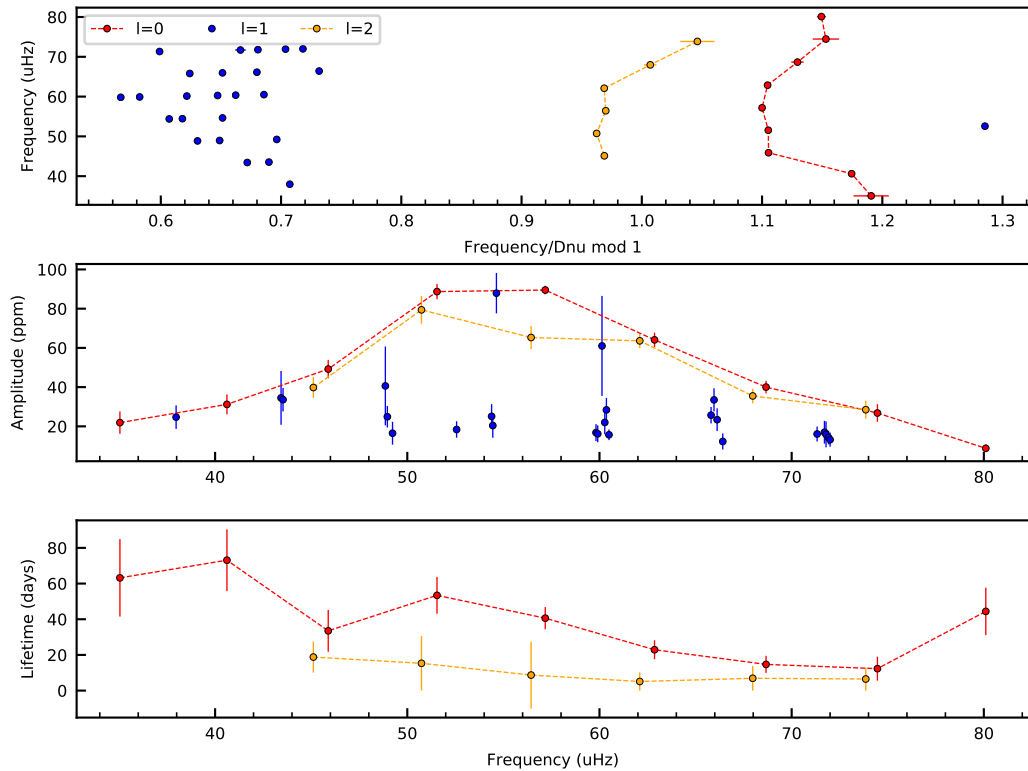 l=0 l=1 l=2
80
70
60
50
40
Frequency (uHz)
0.6 0.7 0.8 0.9 1.0 1.1 1.2 1.3
Frequency/Dnu mod 1
100
80
60
40
20
Amplitude (ppm)
40 50 60 70 80
80
60
40
20
0
Lifetime (days)
40 50 60 70 80
Frequency (uHz)